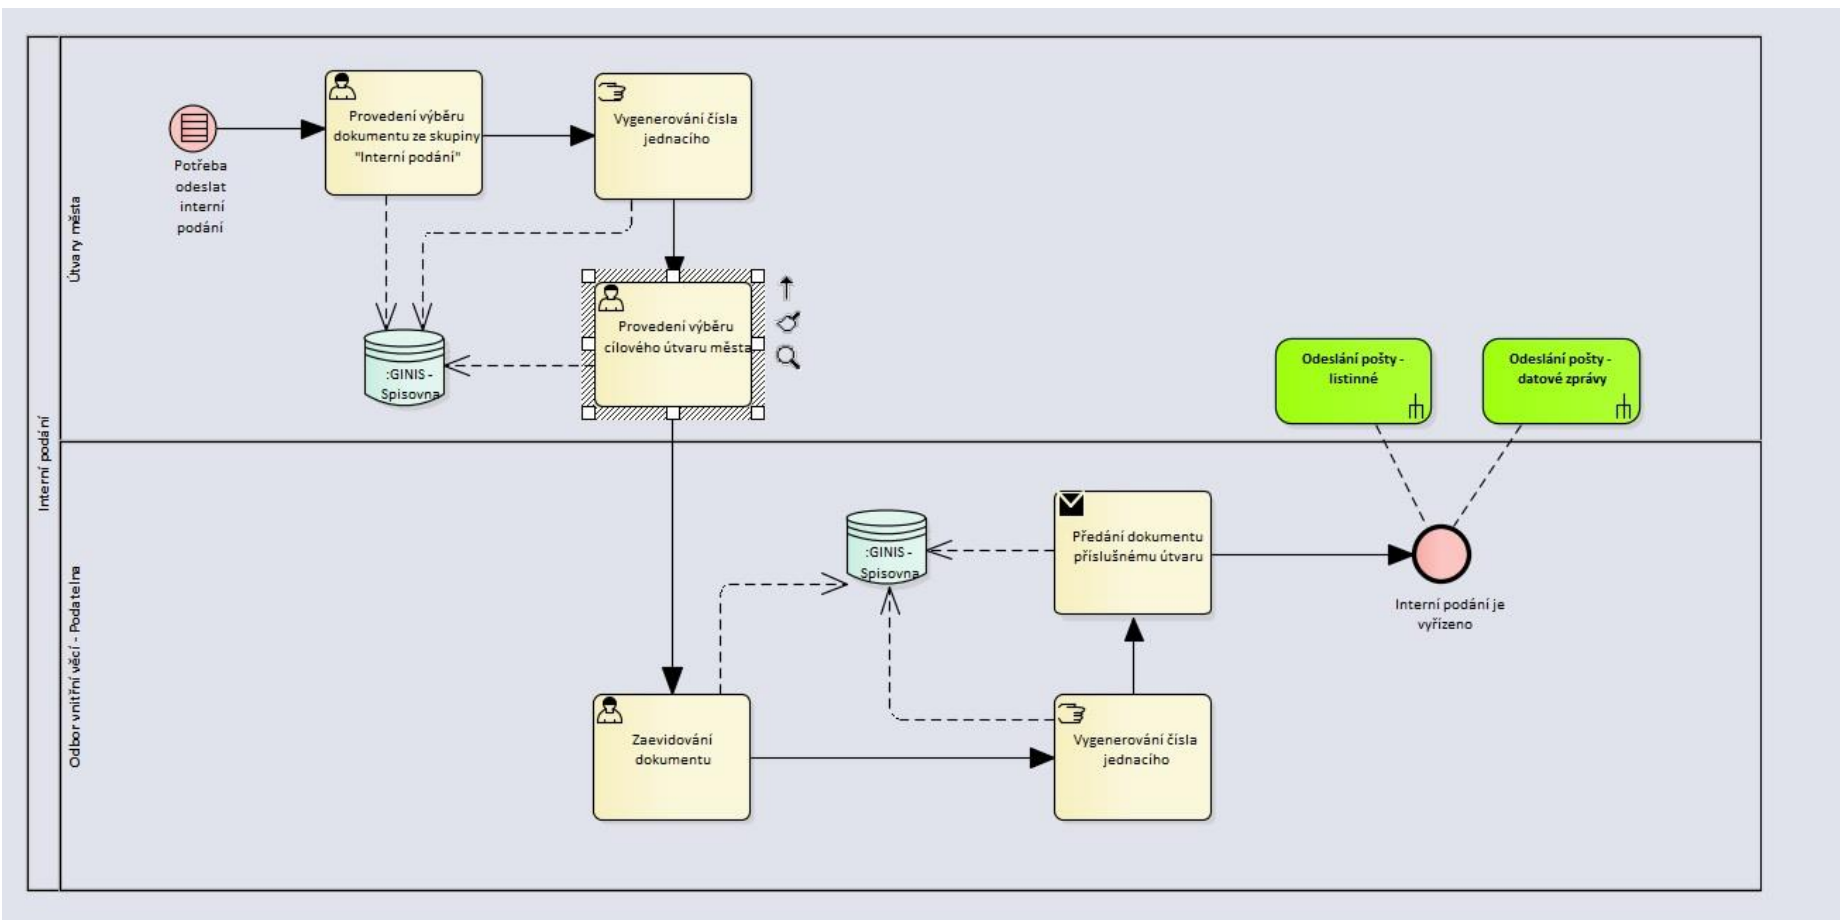 Interní podání
Útvary města
Potřeba
odeslat
interní
podání
Provedení výběru
dokumentu ze skupiny
"Interní podání"
Vygenerování čísla
jednacího
:GINIS -
Spisovna
Provedení výběru
cílového útvaru města
Odeslání pošty -
listinné
Odeslání pošty -
datové zprávy
Odbor vnitřní věcí - Podatelna
Zaevidování
dokumentu
:GINIS -
Spisovna
Předání dokumentu
příslušnému útvaru
Vygenerování čísla
jednacího
Interní podání je
vyřízeno